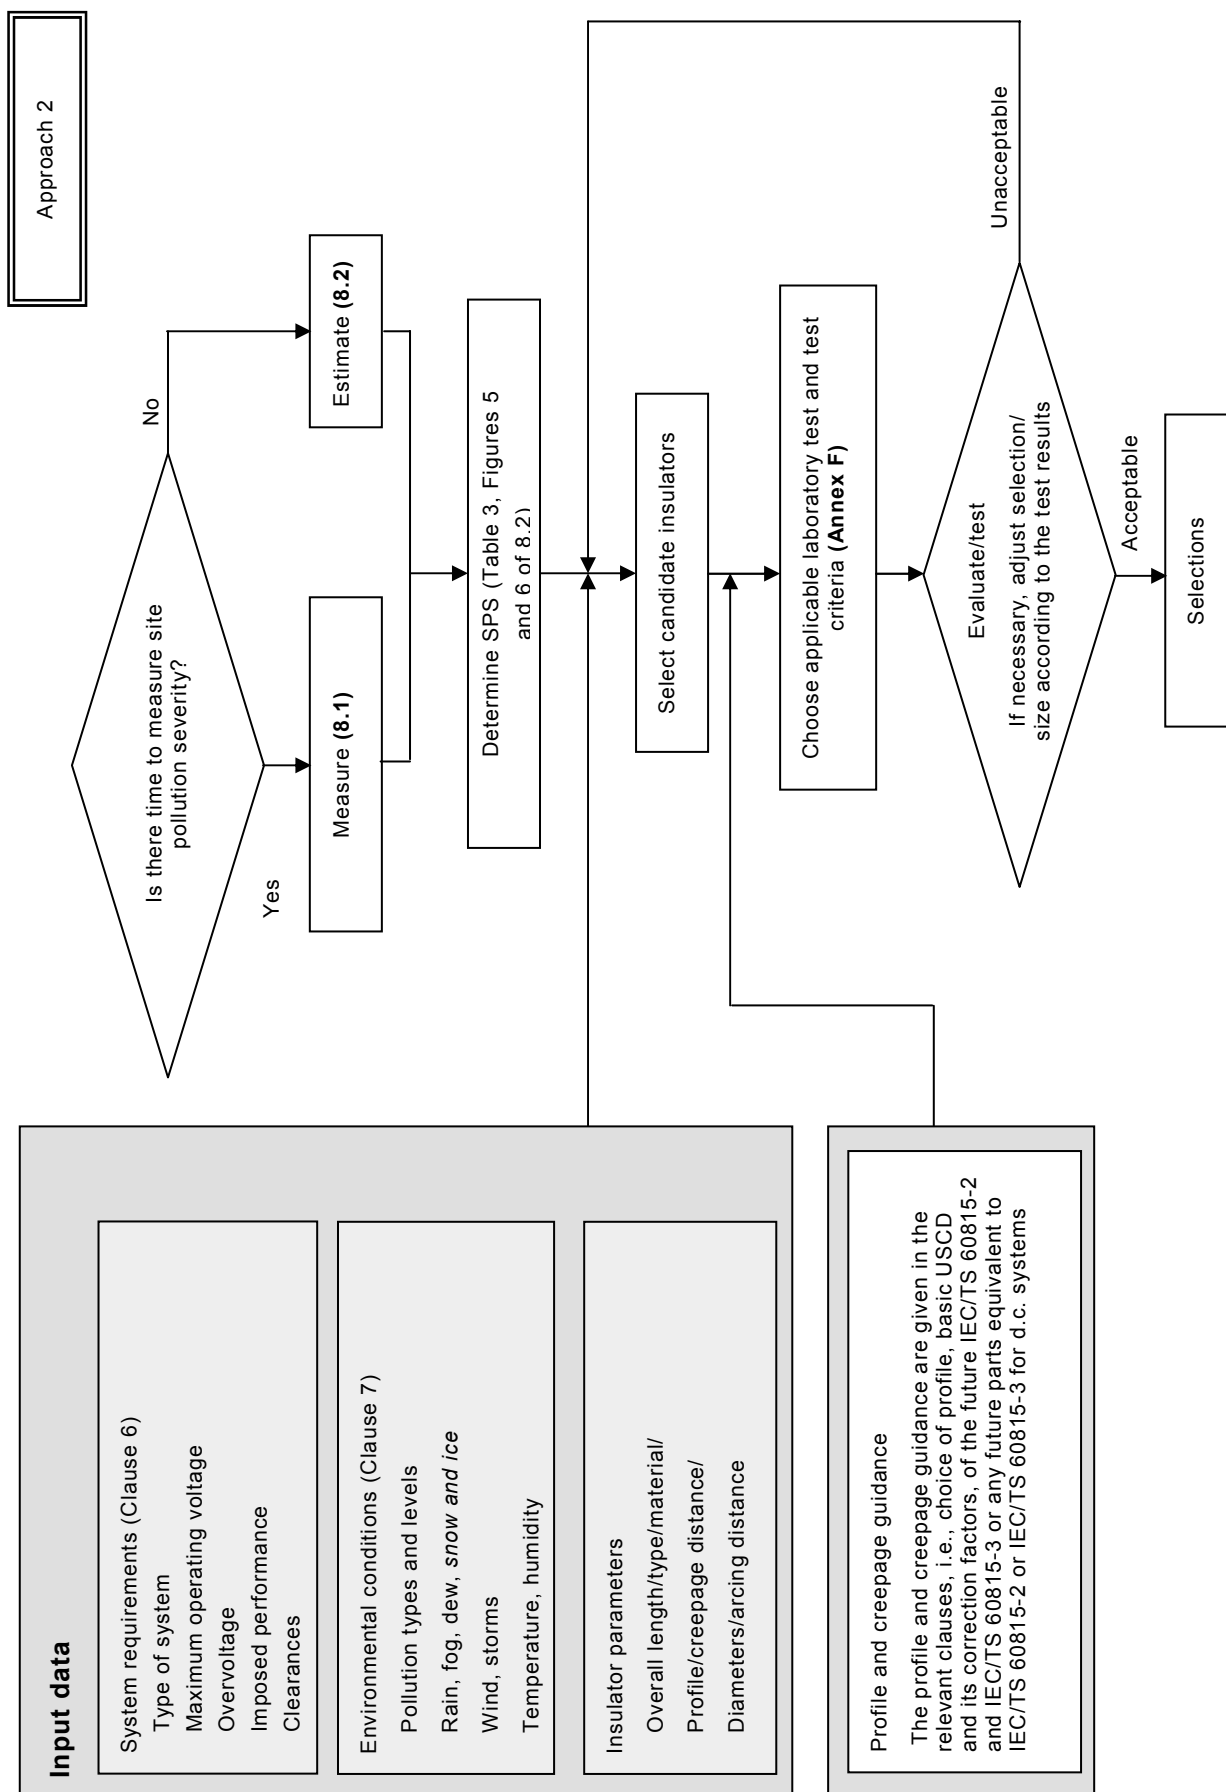 Approach 2
Input data
System requirements (Clause 6)
Type of system
Maximum operating voltage
Overvoltage
Imposed performance
Clearances
Environmental conditions (Clause 7)
Pollution types and levels
Rain, fog, dew, snow and ice
Wind, storms
Temperature, humidity
Insulator parameters
Overall length/type/material/
Profile/creepage distance/
Diameters/arcing distance
Profile and creepage guidance
The profile and creepage guidance are given in the
relevant clauses, i.e., choice of profile, basic USCD
and its correction factors, of the future IEC/TS 60815-2
and IEC/TS 60815-3 or any future parts equivalent to
IEC/TS 60815-2 or IEC/TS 60815-3 for d.c. systems
Is there time to measure site
pollution severity?
Yes
No
Measure (8.1)
Estimate (8.2)
Determine SPS (Table 3, Figures 5
and 6 of 8.2)
Select candidate insulators
Choose applicable laboratory test and test
criteria (Annex F)
Evaluate/test
If necessary, adjust selection/
size according to the test results
Unacceptable
Acceptable
Selections